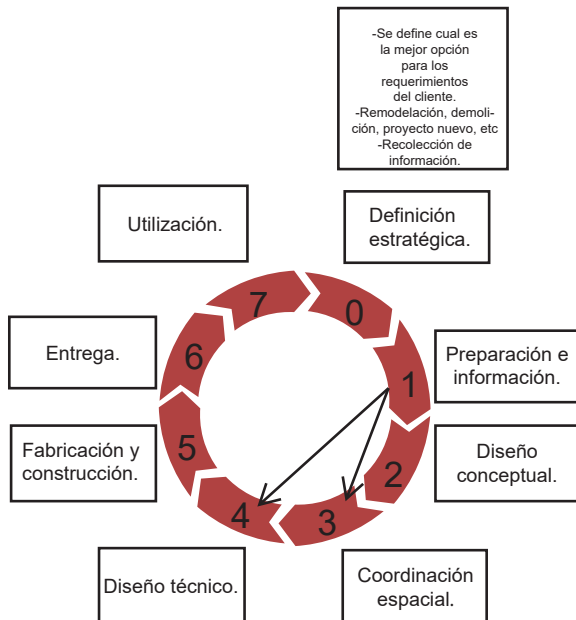 -Se define cual es
la mejor opción
para los
requerimientos
del cliente.
-Remodelación, demoli-
ción, proyecto nuevo, etc
-Recolección de
información.
Utilización.
Definición
estratégica.
7
0
Entrega.
6
1
Preparación e
información.
Fabricación y
construcción.
5
2
Diseño
conceptual.
4
3
Diseño técnico.
Coordinación
espacial.